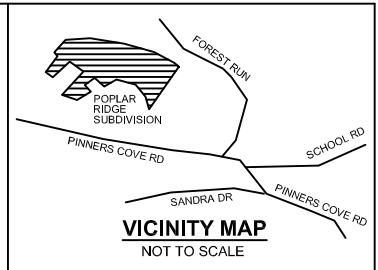 FOREST RUN
POPLAR
RIDGE
SUBDIVISION
PINNERS COVE RD
SCHOOL RD
SANDRA DR
PINNERS COVE RD
VICINITY MAP
NOT TO SCALE